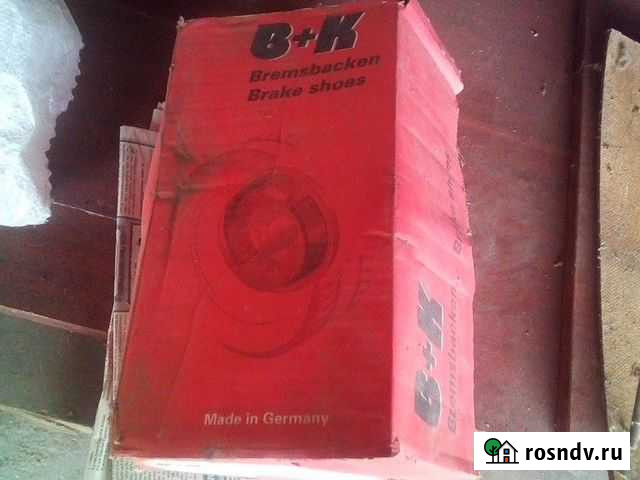 B+K
Bremsbacken
Brake shoes
Made in Germany
B+K
Bremsbacken
rosndv.ru